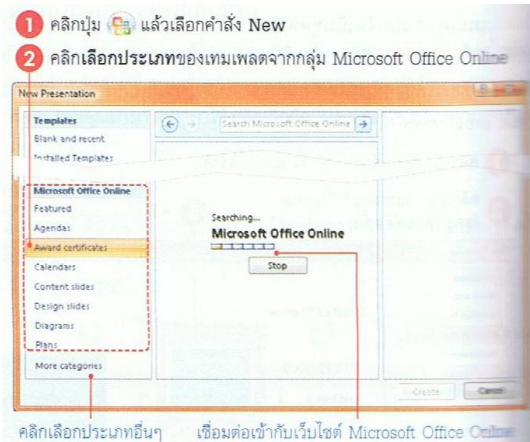 1 คลิกปุ่ม แล้วเลือกคำสั่ง New
2 คลิกเลือกประเภทของเทมเพลตจากกลุ่ม Microsoft Office Online
New Presentation
Templates
Blank and recent
Installed Templates
Microsoft Office Online
Featured
Agendas
Award certificates
Calendars
Content slides
Design slides
Diagrams
Plans
More categories
Search Microsoft Office Online
Searching...
Microsoft Office Online
Stop
Create
Cancel
คลิกเลือกประเภทอื่นๆ
เชื่อมต่อเข้ากับเว็บไซต์ Microsoft Office Online